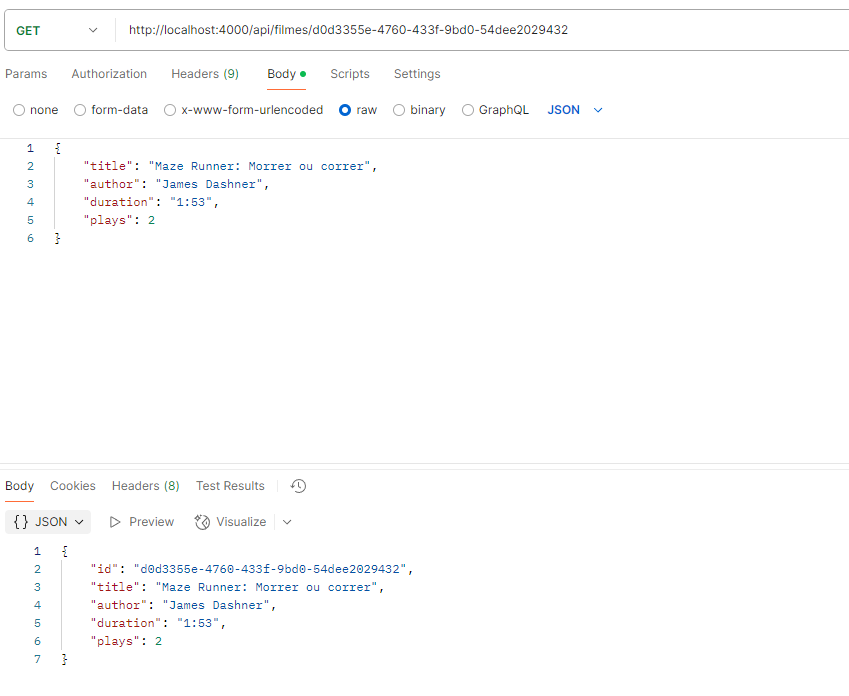 GET http://localhost:4000/api/filmes/d0d3355e-4760-433f-9bd0-54dee2029432
Params Authorization Headers (9) Body Scripts Settings
none form-data x-www-form-urlencoded raw binary GraphQL JSON
1 {
2 "title": "Maze Runner: Morrer ou correr",
3 "author": "James Dashner",
4 "duration": "1:53",
5 "plays": 2
6 }
Body Cookies Headers (8) Test Results
{} JSON Preview Visualize
1 {
2 "id": "d0d3355e-4760-433f-9bd0-54dee2029432",
3 "title": "Maze Runner: Morrer ou correr",
4 "author": "James Dashner",
5 "duration": "1:53",
6 "plays": 2
7 }